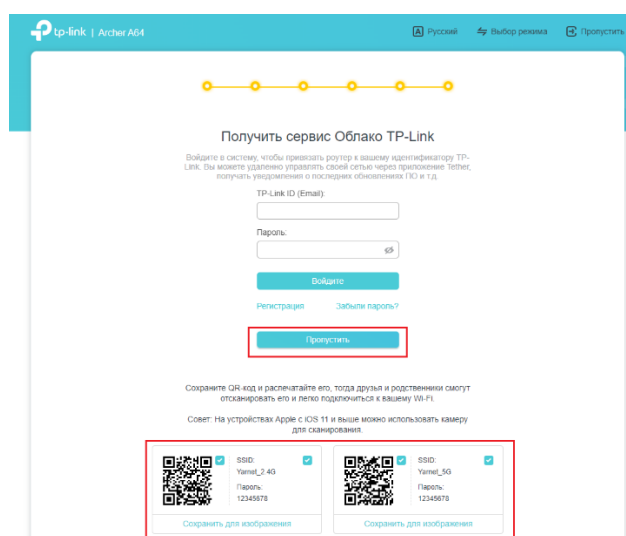 tp-link | Archer A64
Русский
Выбор режима
Пропустить
Получить сервис Облако TP-Link
Войдите в систему, чтобы привязать роутер к вашему идентификатору TP-
Link. Вы можете удаленно управлять своей сетью через приложение Tether,
получать уведомления о последних обновлениях ПО и т.д.
TP-Link ID (Email):
Пароль:
Войдите
Регистрация
Забыли пароль?
Пропустить
Сохраните QR-код и распечатайте его, тогда друзья и родственники смогут
отсканировать его и легко подключиться к вашему Wi-Fi.
Совет: На устройствах Apple с iOS 11 и выше можно использовать камеру
для сканирования.
SSID:
Yarnet_2 4G
Пароль:
12345678
Сохранить для изображения
SSID:
Yarnet_5G
Пароль:
12345678
Сохранить для изображения